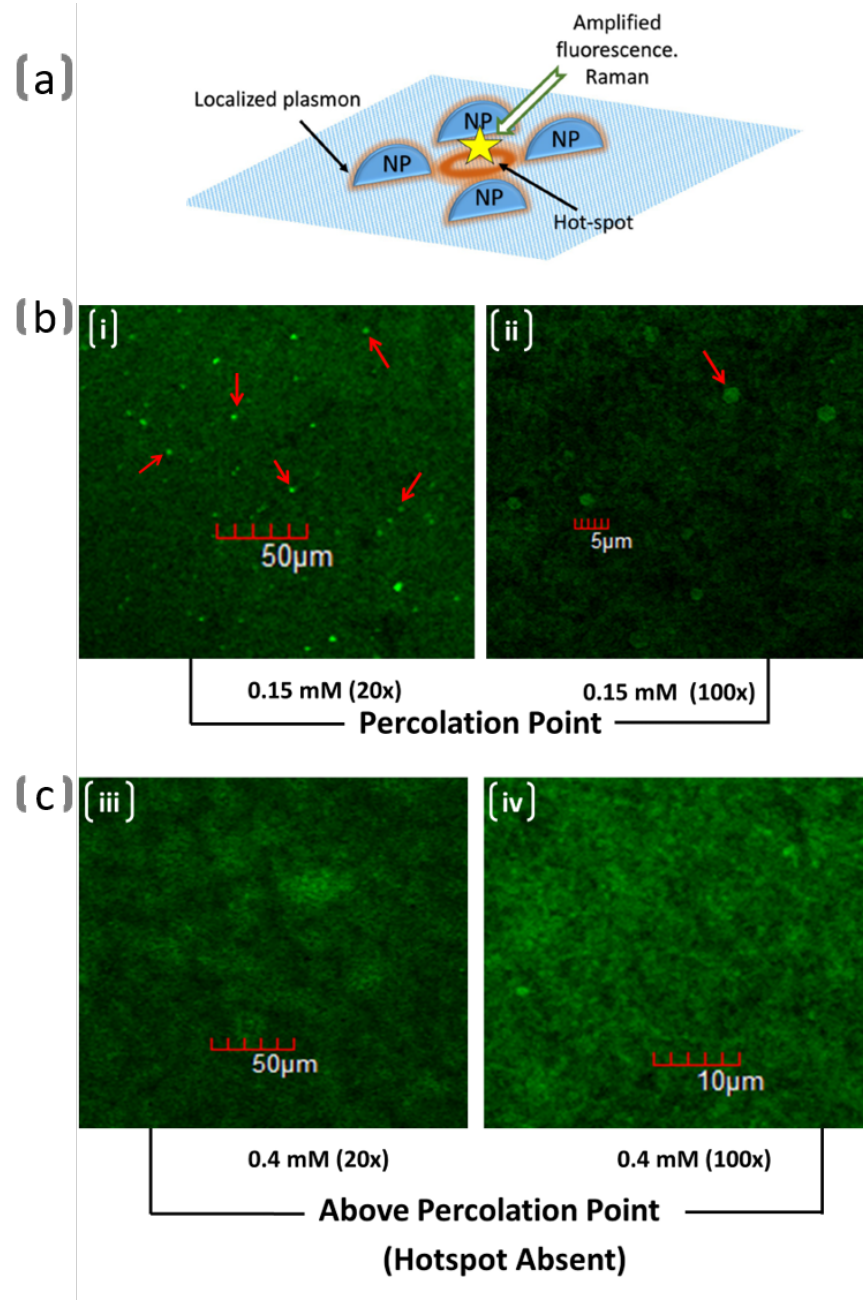 (a)
Amplified
fluorescence.
Raman
Localized plasmon
NP
NP
NP
NP
Hot-spot
(b)
(i)
(ii)
50µm
5µm
0.15 mM (20x)
0.15 mM (100x)
Percolation Point
(c)
(iii)
(iv)
50µm
10µm
0.4 mM (20x)
0.4 mM (100x)
Above Percolation Point
(Hotspot Absent)